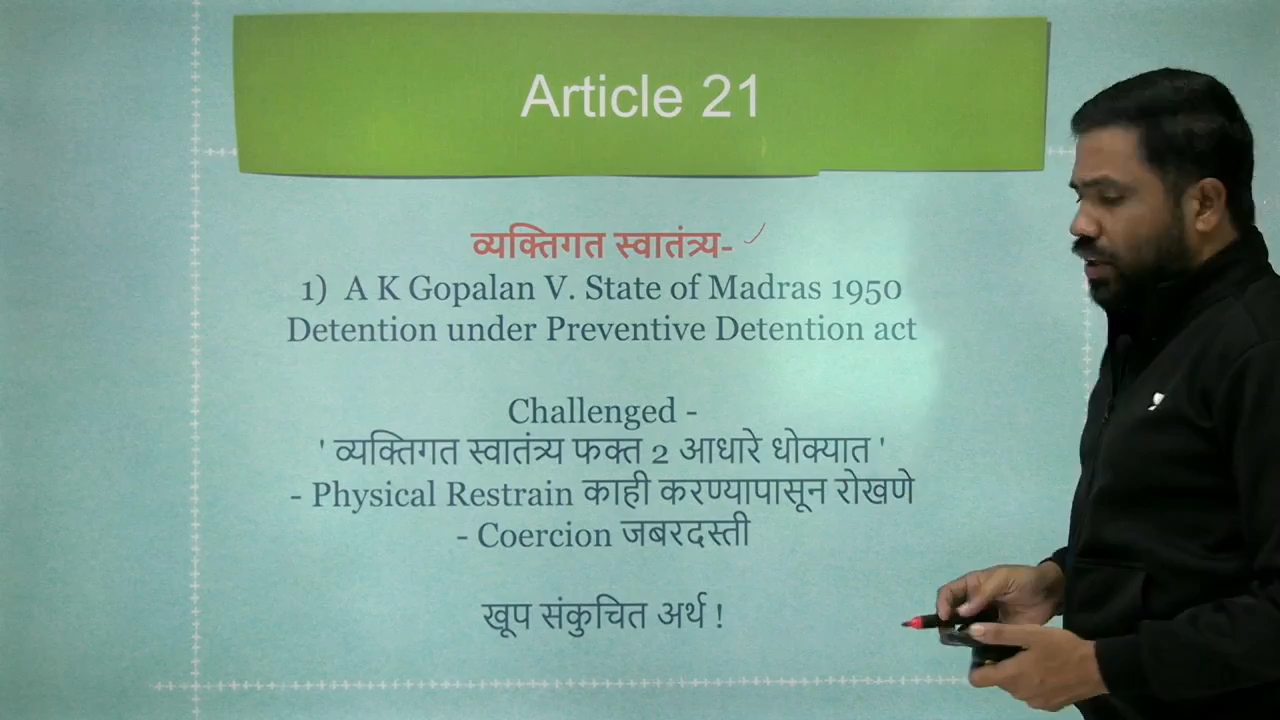 Article 21
व्यक्तिगत स्वातंत्र्य-
1) A K Gopalan V. State of Madras 1950
Detention under Preventive Detention act
Challenged -
' व्यक्तिगत स्वातंत्र्य फक्त 2 आधारे धोक्यात '
- Physical Restrain काही करण्यापासून रोखणे
- Coercion जबरदस्ती
खूप संकुचित अर्थ !